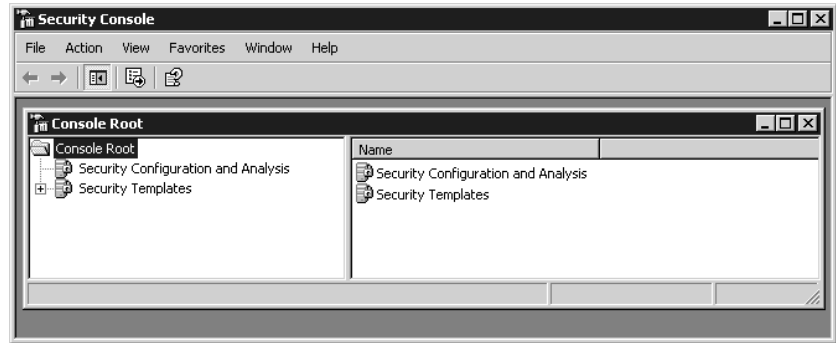 Security Console
File Action View Favorites Window Help
Console Root
Console Root
Security Configuration and Analysis
Security Templates
Name
Security Configuration and Analysis
Security Templates